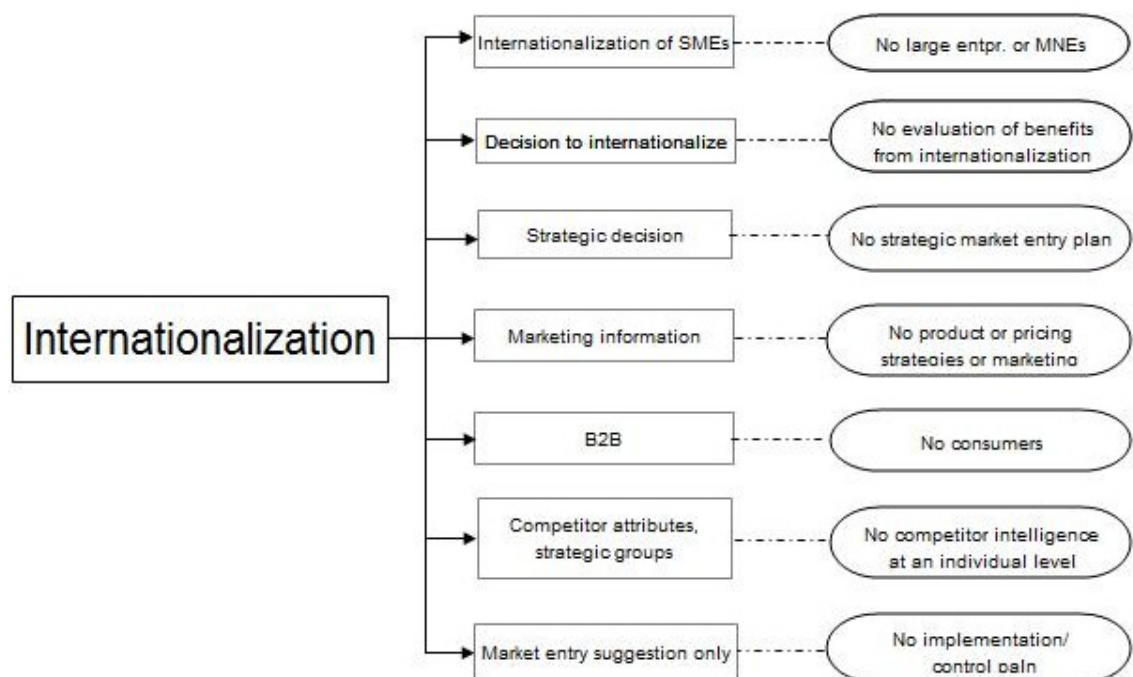 Internationalization
Internationalization of SMEs
No large entpr. or MNEs
Decision to internationalize
No evaluation of benefits
from internationalization
Strategic decision
No strategic market entry plan
Marketing information
No product or pricing
strategies or marketing
B2B
No consumers
Competitor attributes,
strategic groups
No competitor intelligence
at an individual level
Market entry suggestion only
No implementation/
control paln